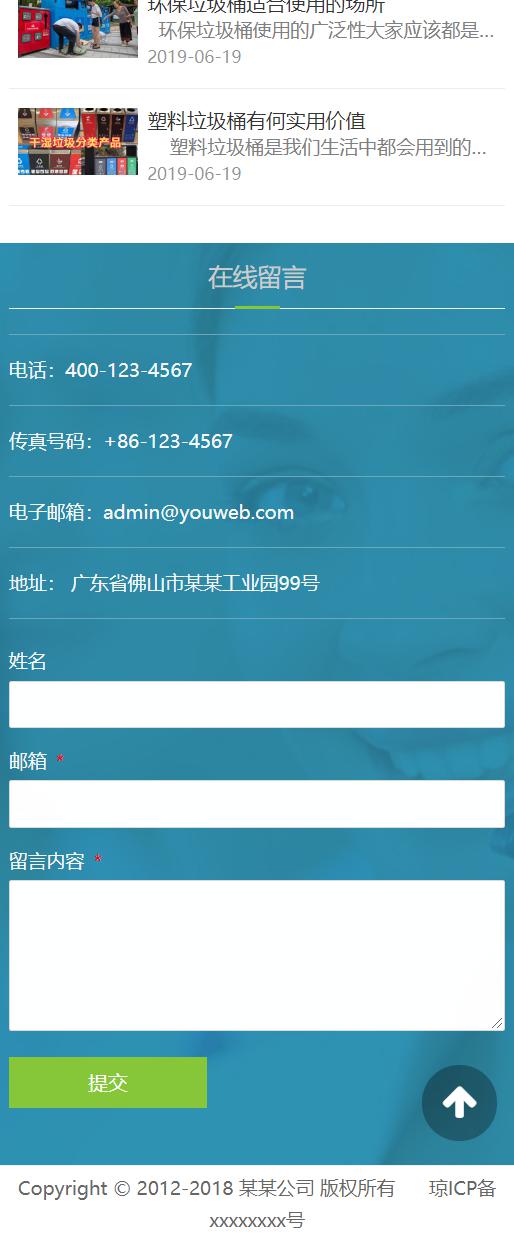 环保垃圾桶适合使用的场所
环保垃圾桶使用的广泛性大家应该都是...
2019-06-19
干湿垃圾分类产品
塑料垃圾桶有何实用价值
塑料垃圾桶是我们生活中都会用到的...
2019-06-19
在线留言
电话：400-123-4567
传真号码：+86-123-4567
电子邮箱：admin@youweb.com
地址： 广东省佛山市某某工业园99号
姓名
邮箱 *
留言内容 *
提交
Copyright © 2012-2018 某某公司 版权所有 琼ICP备
xxxxxxxx号